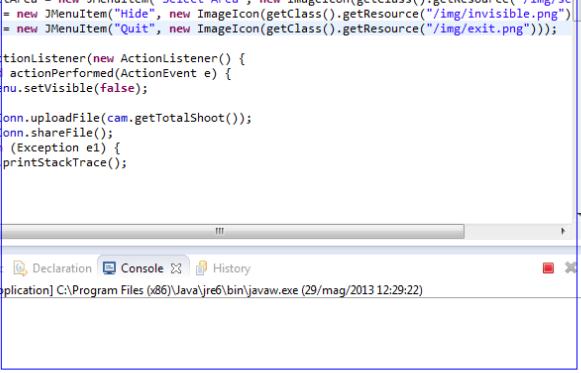 = new JMenuItem("Select Area", new ImageIcon(getClass().getResource("/img/se
= new JMenuItem("Hide", new ImageIcon(getClass().getResource("/img/invisible.png")
= new JMenuItem("Quit", new ImageIcon(getClass().getResource("/img/exit.png")));
tionListener(new ActionListener() {
actionPerformed(ActionEvent e) {
nu.setVisible(false);
onn.uploadFile(cam.getTotalShoot());
onn.shareFile();
(Exception e1) {
printStackTrace();
Declaration Console History
plication] C:\Program Files (x86)\Java\jre6\bin\javaw.exe (29/mag/2013 12:29:22)